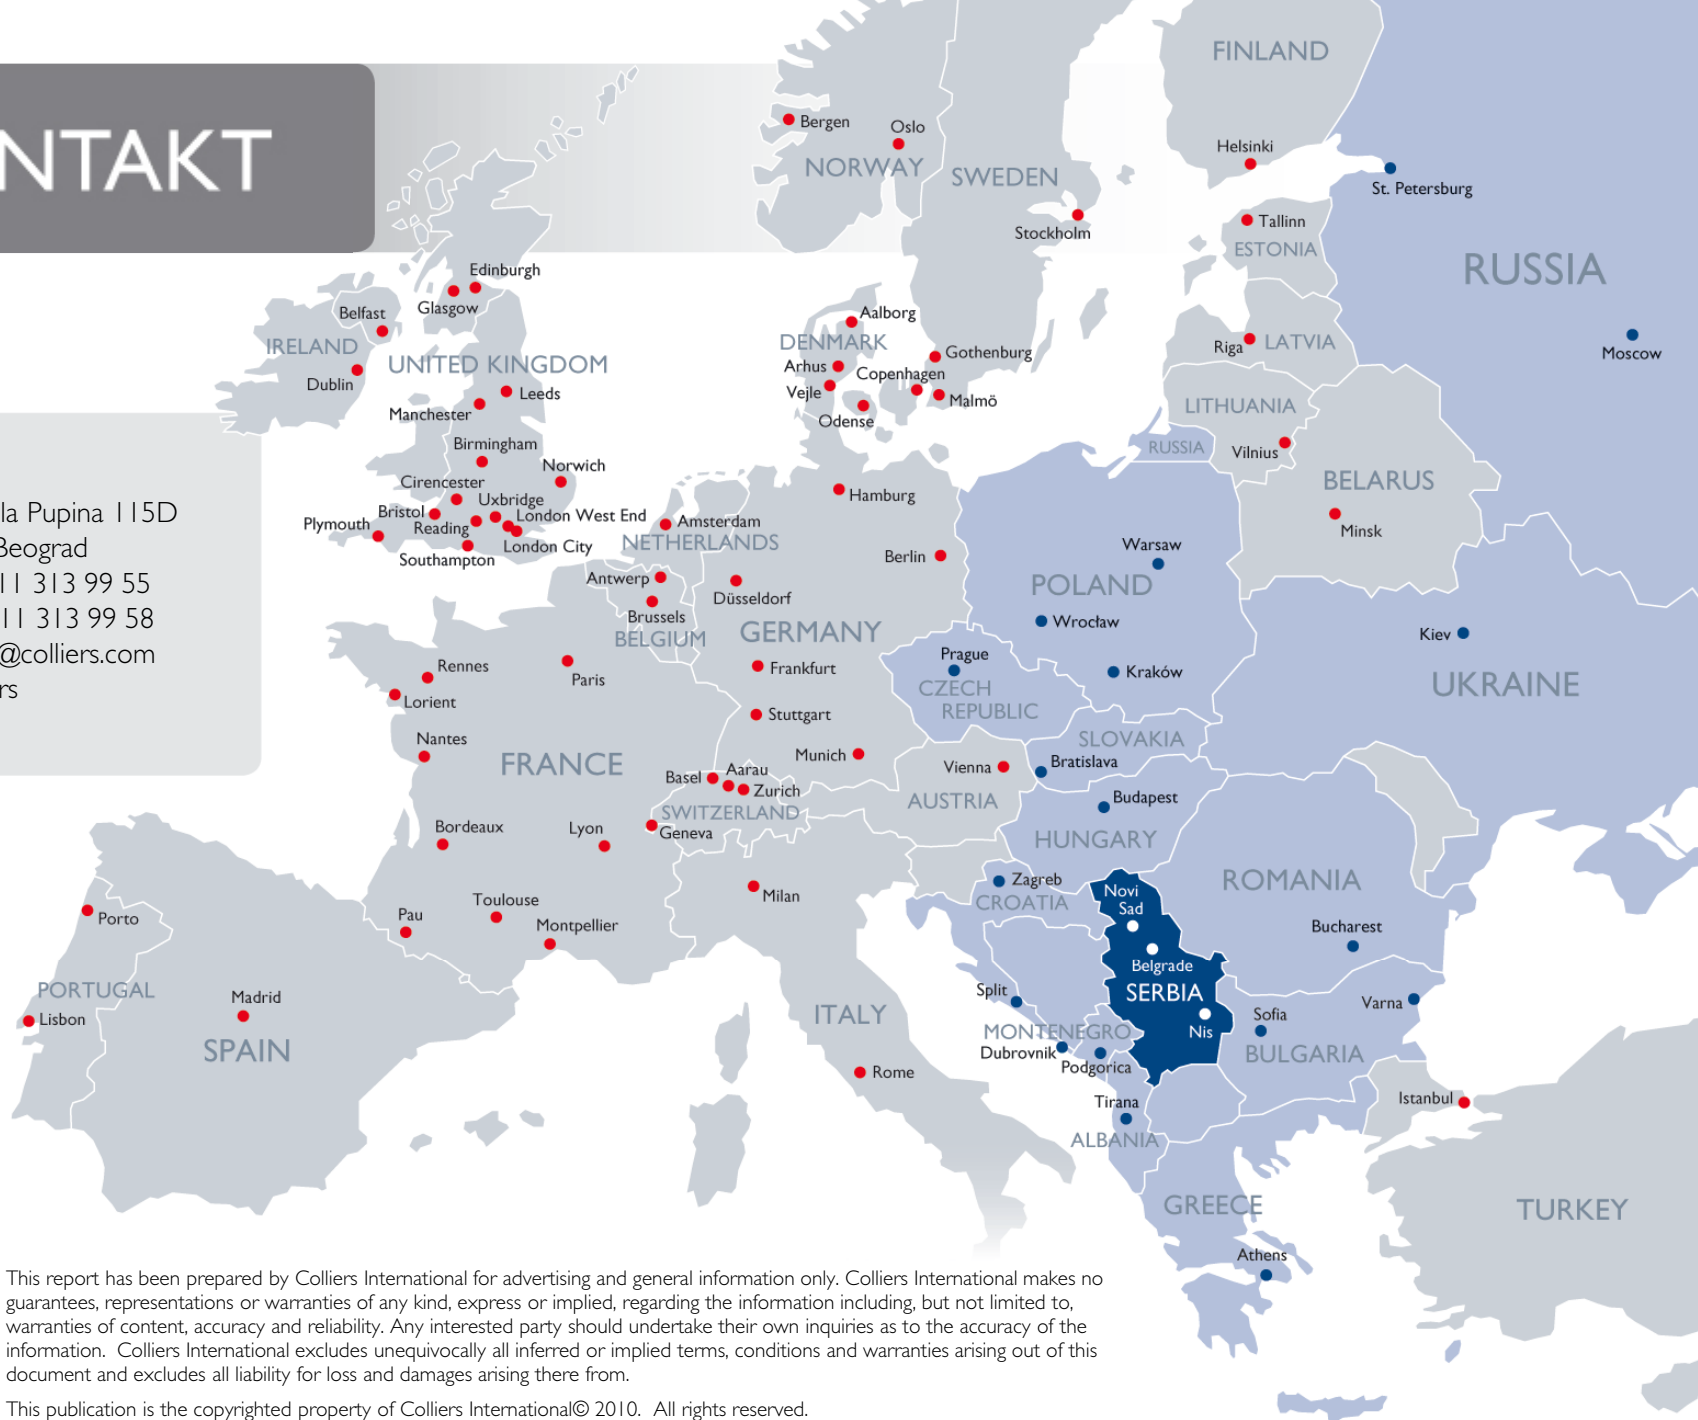 NTAKT
la Pupina 115D
Beograd
11 313 99 55
11 313 99 58
@colliers.com
rs
FINLAND
Bergen
Oslo
NORWAY
SWEDEN
Helsinki
St. Petersburg
Stockholm
Tallinn
ESTONIA
RUSSIA
Edinburgh
Glasgow
Belfast
IRELAND
Dublin
UNITED KINGDOM
Aalborg
DENMARK
Arhus
Copenhagen
Gothenburg
Vejle
Malmö
Odense
Riga
LATVIA
Moscow
Leeds
Manchester
Birmingham
Norwich
Cirencester
Uxbridge
Bristol
Reading
London West End
Plymouth
London City
Southampton
LITHUANIA
RUSSIA
Vilnius
BELARUS
Minsk
Hamburg
Amsterdam
NETHERLANDS
Berlin
Antwerp
Düsseldorf
Brussels
BELGIUM
GERMANY
Warsaw
POLAND
Wrocław
Kraków
Kiev
UKRAINE
Prague
CZECH
REPUBLIC
Rennes
Paris
Lorient
Nantes
FRANCE
Frankfurt
Stuttgart
Munich
Basel
Aarau
Zurich
SWITZERLAND
Geneva
Vienna
AUSTRIA
SLOVAKIA
Bratislava
Budapest
HUNGARY
Bordeaux
Lyon
Toulouse
Pau
Montpellier
Milan
Zagreb
CROATIA
Novi
Sad
Belgrade
SERBIA
Nis
ROMANIA
Bucharest
Porto
PORTUGAL
Lisbon
Madrid
SPAIN
ITALY
Rome
Split
MONTENEGRO
Dubrovnik
Podgorica
Tirana
ALBANIA
Sofia
Varna
BULGARIA
Istanbul
TURKEY
GREECE
Athens
This report has been prepared by Colliers International for advertising and general information only. Colliers International makes no
guarantees, representations or warranties of any kind, express or implied, regarding the information including, but not limited to,
warranties of content, accuracy and reliability. Any interested party should undertake their own inquiries as to the accuracy of the
information. Colliers International excludes unequivocally all inferred or implied terms, conditions and warranties arising out of this
document and excludes all liability for loss and damages arising there from.
This publication is the copyrighted property of Colliers International© 2010. All rights reserved.